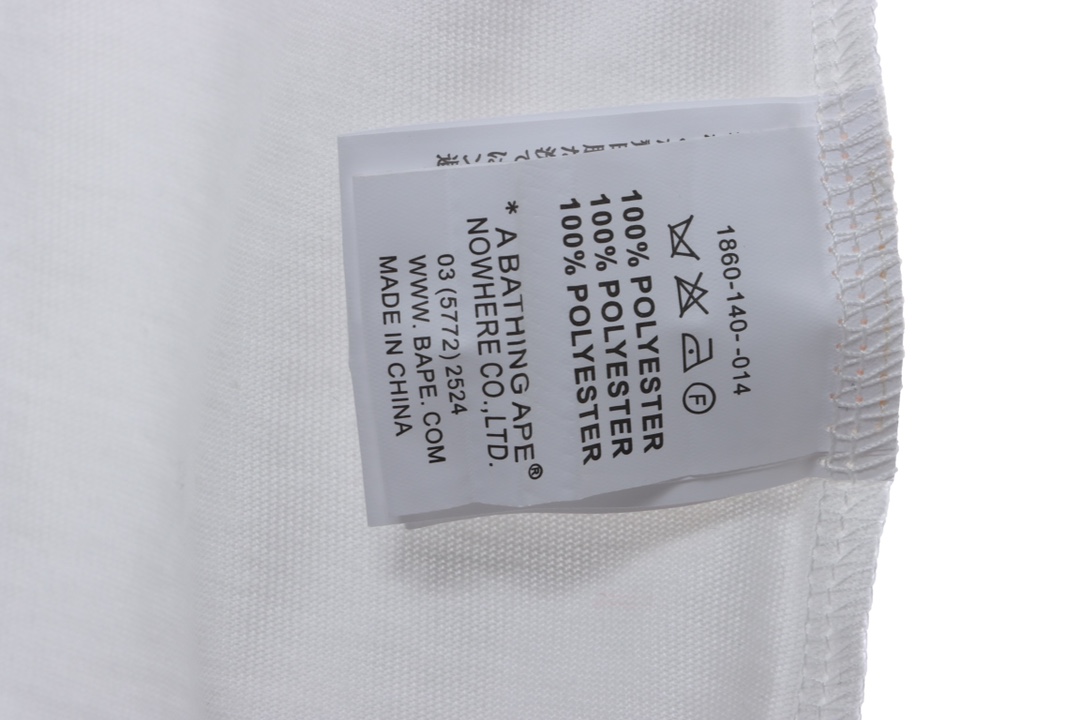 1860-140- -014
100% POLYESTER
100% POLYESTER
100% POLYESTER
* A BATHING APE®
NOWHERE CO.,LTD.
03 (5772) 2524
WWW. BAPE. COM
MADE IN CHINA